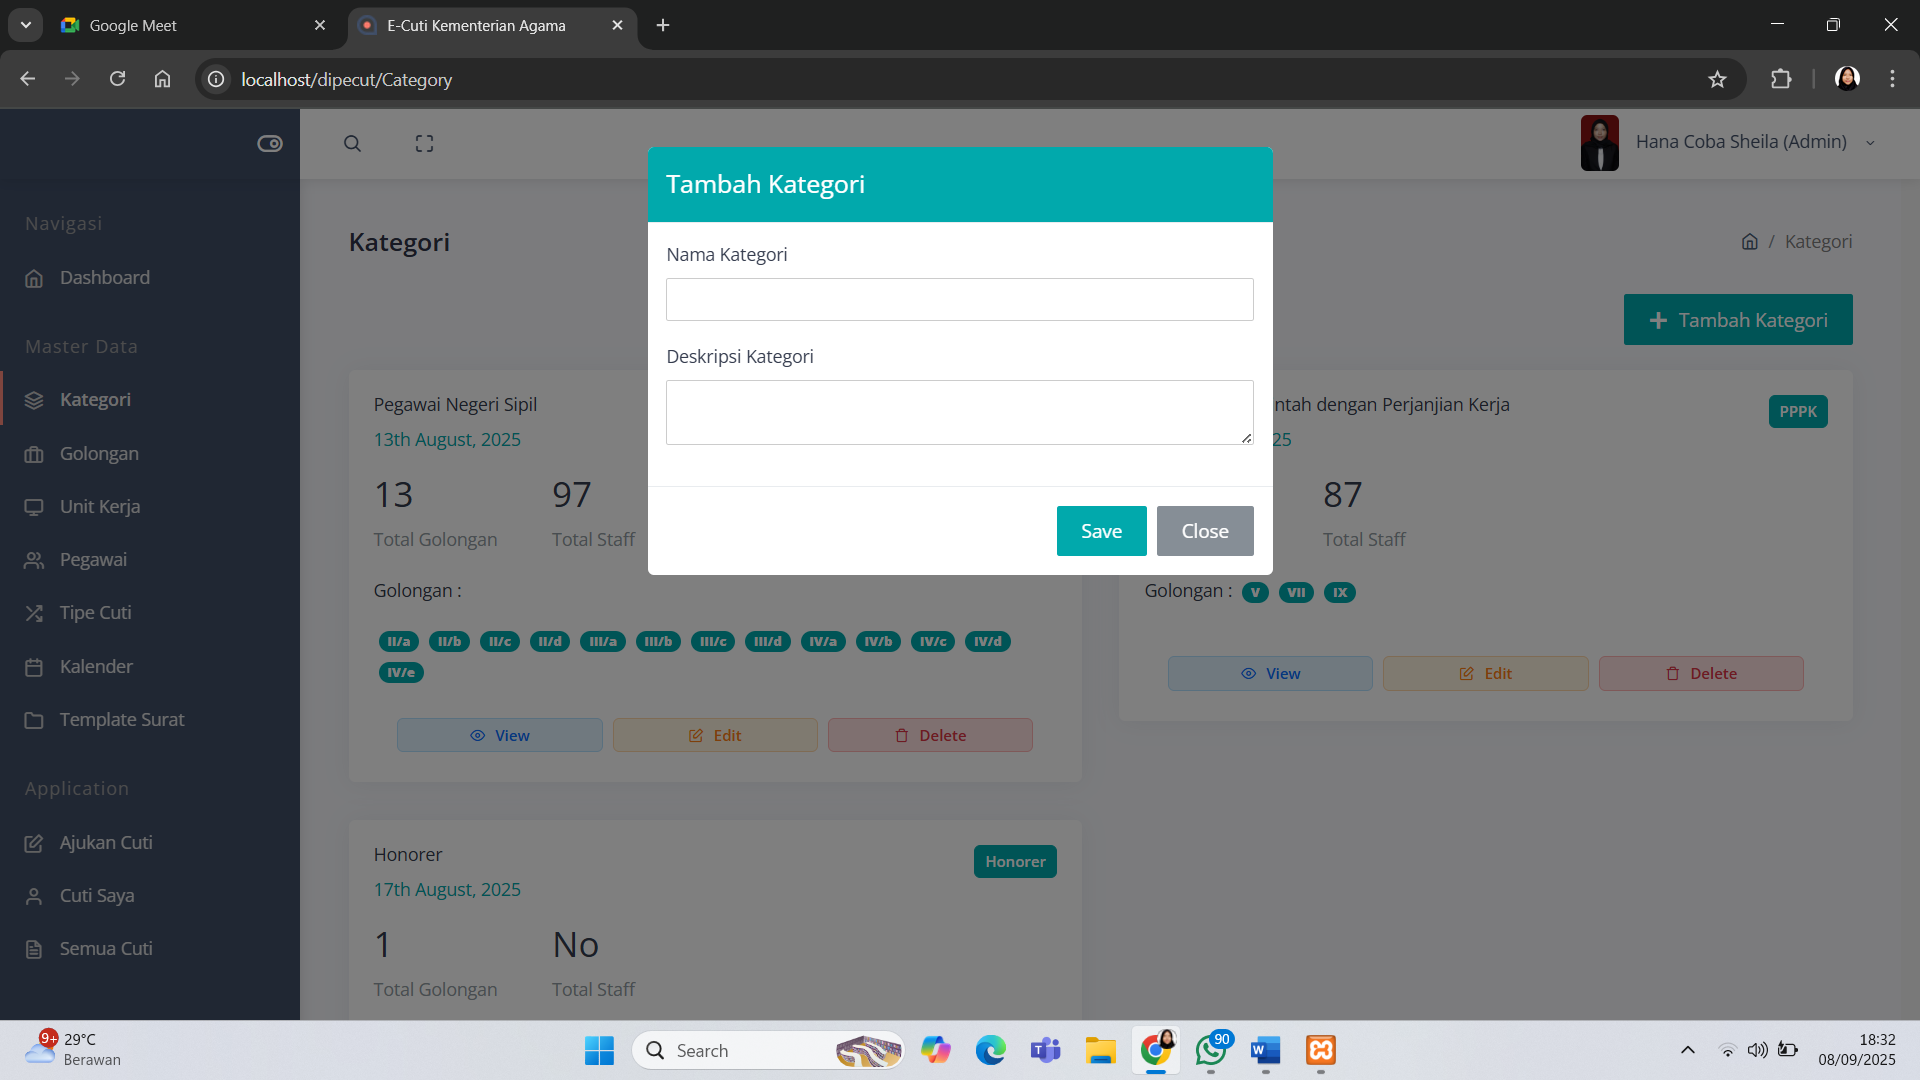 Google Meet
E-Cuti Kementerian Agama
localhost/dipecut/Category
Hana Coba Sheila (Admin)
Navigasi
Dashboard
Master Data
Kategori
Golongan
Unit Kerja
Pegawai
Tipe Cuti
Kalender
Template Surat
Application
Ajukan Cuti
Cuti Saya
Semua Cuti
Kategori
/ Kategori
+ Tambah Kategori
Tambah Kategori
Nama Kategori
Deskripsi Kategori
Save
Close
Pegawai Negeri Sipil
13th August, 2025
13
97
Total Golongan
Total Staff
Golongan :
II/a II/b II/c II/d III/a III/b III/c III/d IV/a IV/b IV/c IV/d
IV/e
View
Edit
Delete
ntah dengan Perjanjian Kerja
PPPK
25
87
Total Staff
Golongan : V VII IX
View
Edit
Delete
Honorer
Honorer
17th August, 2025
1
No
Total Golongan
Total Staff
9+
29°C
Berawan
Search
90
18:32
08/09/2025